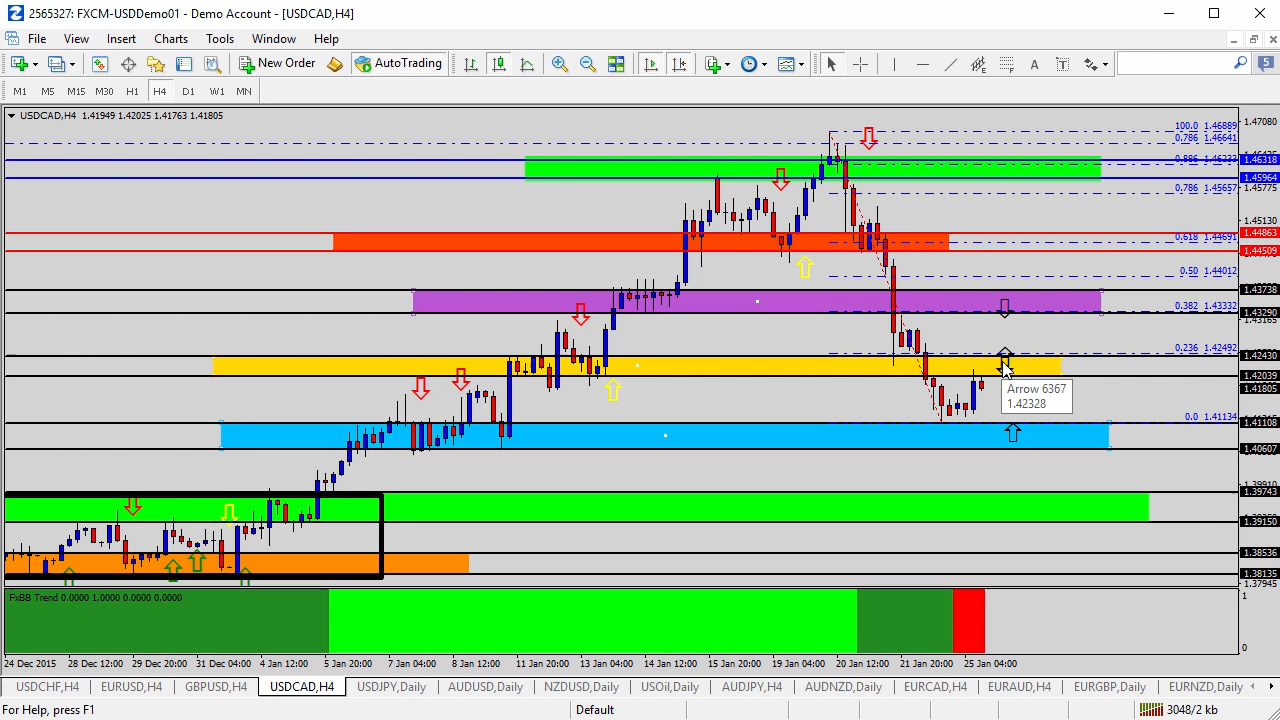 2565327: FXCM-USDDemo01 - Demo Account - [USDCAD,H4]
File View Insert Charts Tools Window Help
New Order AutoTrading
A T 5
M1 M5 M15 M30 H1 H4 D1 W1 MN
USDCAD,H4 1.41949 1.42025 1.41763 1.41805
1.47080
100.0 1.46889
0.786 1.46641
1.46318
1.45964
1.45775
0.786 1.45657
1.45130
1.44863
0.618 1.44691
1.44509
0.50 1.44012
1.43738
0.382 1.43332
1.43290
1.43165
0.236 1.42492
1.42430
1.42039
1.41805
Arrow 6367
1.42328
0.0 1.41134
1.41108
1.40607
1.39910
1.39743
1.39150
1.38536
1.38135
1.37945
FxBB Trend 0.0000 1.0000 0.0000 0.0000
1
0
24 Dec 2015 28 Dec 12:00 29 Dec 20:00 31 Dec 04:00 4 Jan 12:00 5 Jan 20:00 7 Jan 04:00 8 Jan 12:00 11 Jan 20:00 13 Jan 04:00 14 Jan 12:00 15 Jan 20:00 19 Jan 04:00 20 Jan 12:00 21 Jan 20:00 25 Jan 04:00
USDCHF,H4 EURUSD,H4 GBPUSD,H4 USDCAD,H4 USDJPY,Daily AUDUSD,Daily NZDUSD,Daily USOil,Daily AUDJPY,H4 AUDNZD,Daily EURCAD,H4 EURAUD,H4 EURGBP,Daily EURNZD,Daily
For Help, press F1 Default 3048/2 kb